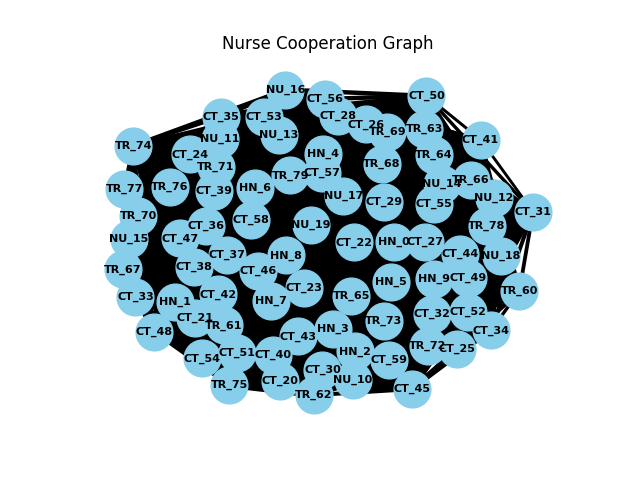 Nurse Cooperation Graph
NU_16
CT_50
CT_56
CT_35
CT_53
CT_28
CT_26
TR_69
TR_63
NU_13
NU_11
CT_41
TR_74
CT_24
HN_4
TR_64
TR_68
TR_71
CT_57
TR_79
TR_66
NU_14
TR_77
TR_76
CT_39
HN_6
NU_17
NU_12
CT_29
CT_55
CT_31
TR_70
CT_58
CT_36
NU_19
TR_78
NU_15
CT_47
CT_22
HN_0
CT_27
CT_37
HN_8
CT_44
NU_18
TR_67
CT_38
CT_46
HN_5
HN_9
CT_49
CT_33
CT_42
CT_23
TR_65
TR_60
HN_1
HN_7
CT_21
TR_61
TR_73
CT_32
CT_52
CT_48
HN_3
CT_34
CT_43
TR_72
CT_25
CT_54
CT_51
CT_40
HN_2
CT_59
CT_30
TR_75
CT_20
NU_10
CT_45
TR_62